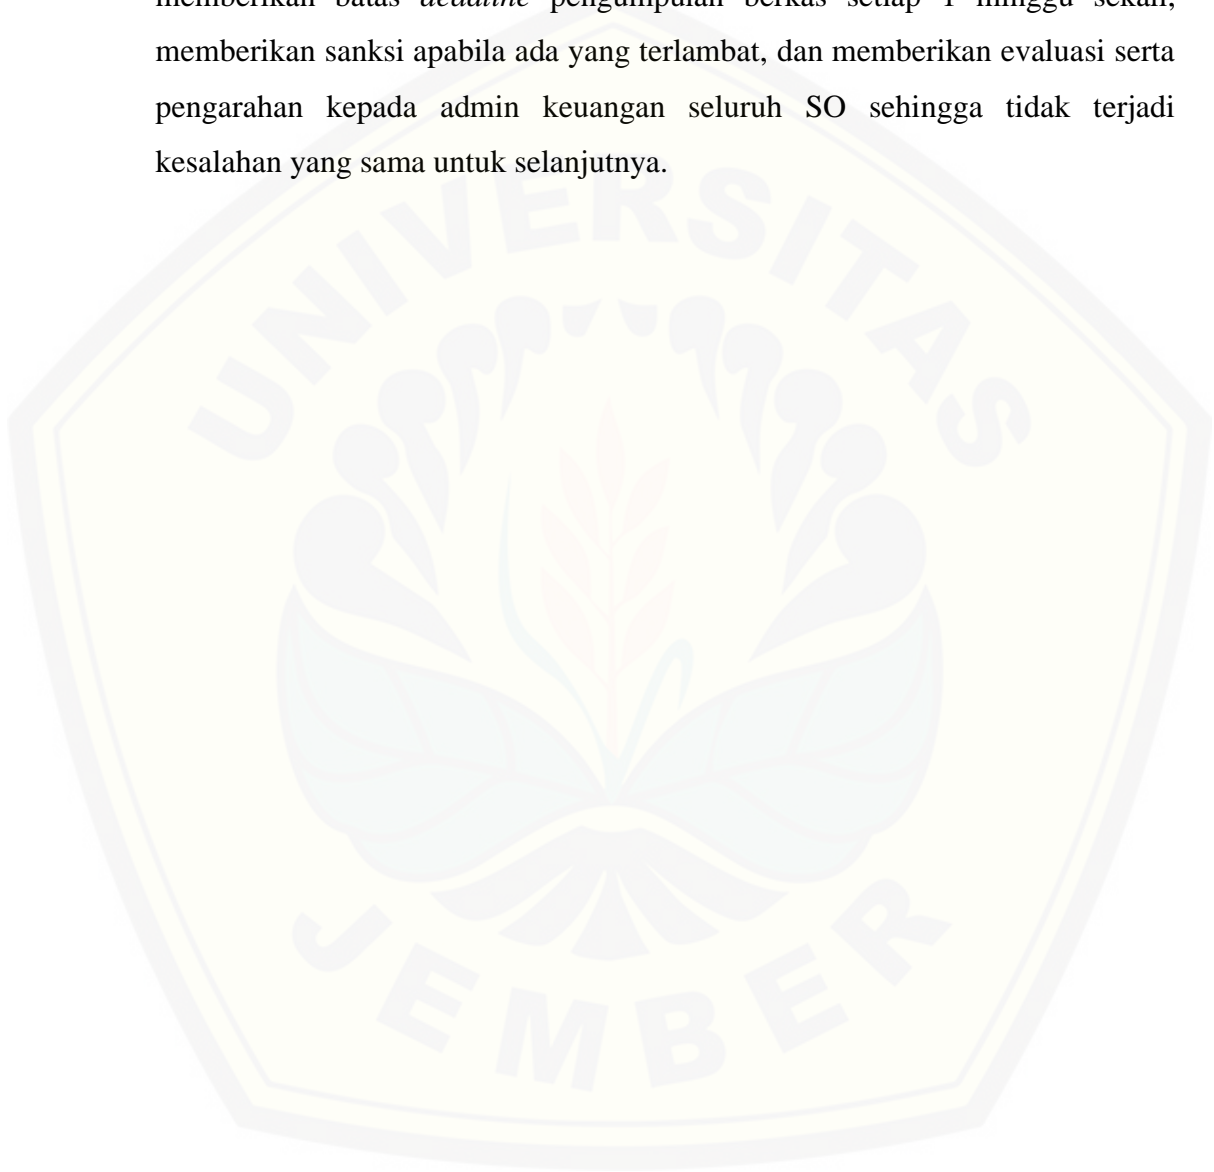 memberikan batas deadline pengumpulan berkas setiap 1 minggu sekali,
memberikan sanksi apabila ada yang terlambat, dan memberikan evaluasi serta
pengarahan kepada admin keuangan seluruh SO sehingga tidak terjadi
kesalahan yang sama untuk selanjutnya.
UNIVERSITAS
JEMBER